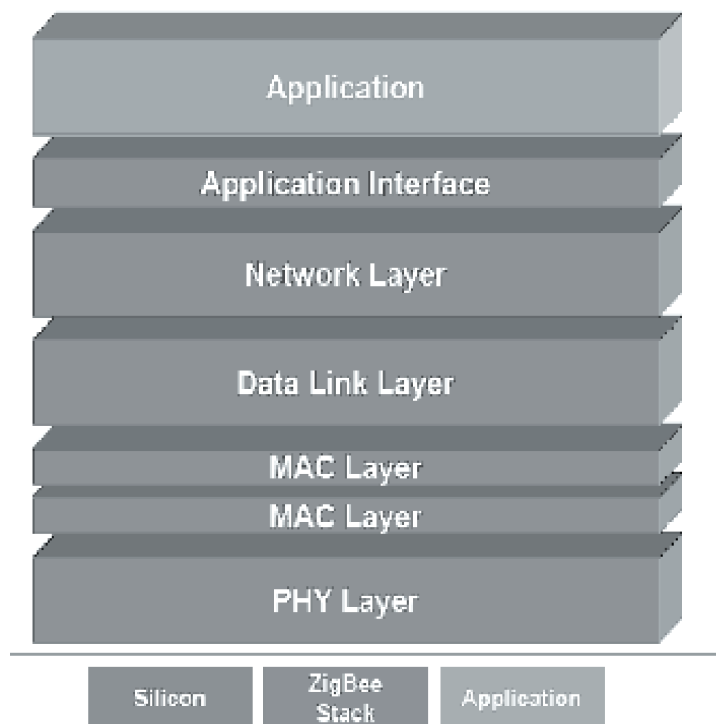 Application
Application Interface
Network Layer
Data Link Layer
MAC Layer
MAC Layer
PHY Layer
Silicon
ZigBee
Stack
Application